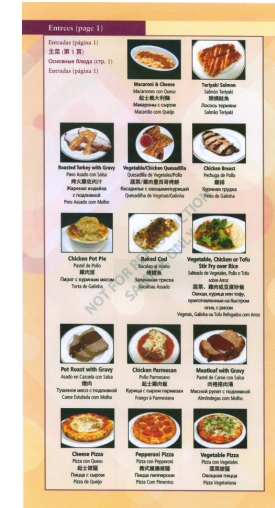 Entrees (page 1)
Entradas (página 1)
主菜 (第 1 頁)
Основные блюда (стр. 1)
Entradas (página 1)
Macaroni & Cheese
Macarrones con Queso
起士義大利麵
Макароны с сыром
Macarrão com Queijo
Teriyaki Salmon
Salmón Teriyaki
Лосось терияки
Salmão Teriyaki
Roasted Turkey with Gravy
Pavo Asado con Salsa
烤火雞佐肉汁
Жареная индейка
с подливкой
Peru Assado com Molho
Vegetable/Chicken Quesadilla
Quesadilla de Vegetales/Pollo
蔬菜/雞肉墨西哥烤餅
Кесадилья с овощами/курицей
Quesadilha de Vegetais/Galinha
Chicken Breast
Pechuga de Pollo
雞排
Куриная грудка
Peito de Galinha
Chicken Pot Pie
Pastel de Pollo
雞肉派
Пирог с куриным мясом
Torta de Galinha
Baked Cod
Bacalao al horno
烤鱈魚
Запеченная треска
Bacalhau Assado
Vegetable, Chicken or Tofu
Stir Fry over Rice
Salteado de Vegetales, Pollo o Tofu
sobre Arroz
蔬菜、雞肉或豆腐炒飯
Овощи, курица или тофу,
приготовленные на быстром
огне, с рисом
Vegetais, Galinha ou Tofu Refogados com Arroz
Pot Roast with Gravy
Asado en Cazuela con Salsa
燉肉
Тушеное мясо с подливкой
Carne Estufada com Molho
Chicken Parmesan
Pollo Parmesano
起士雞肉飯
Курица с сыром пармезан
Frango à Parmesiana
Meatloaf with Gravy
Pastel de Carne con Salsa
肉捲搭肉湯
Мясной рулет с подливкой
Almôndegas com Molho
Cheese Pizza
Pizza con Queso
起士披薩
Пицца с сыром
Pizza de Queijo
Pepperoni Pizza
Pizza con Pepperoni
義式臘腸披薩
Пицца пепперони
Pizza Com Pimentos
Vegetable Pizza
Pizza con Vegetales
蔬菜披薩
Овощная пицца
Pizza Vegetariana